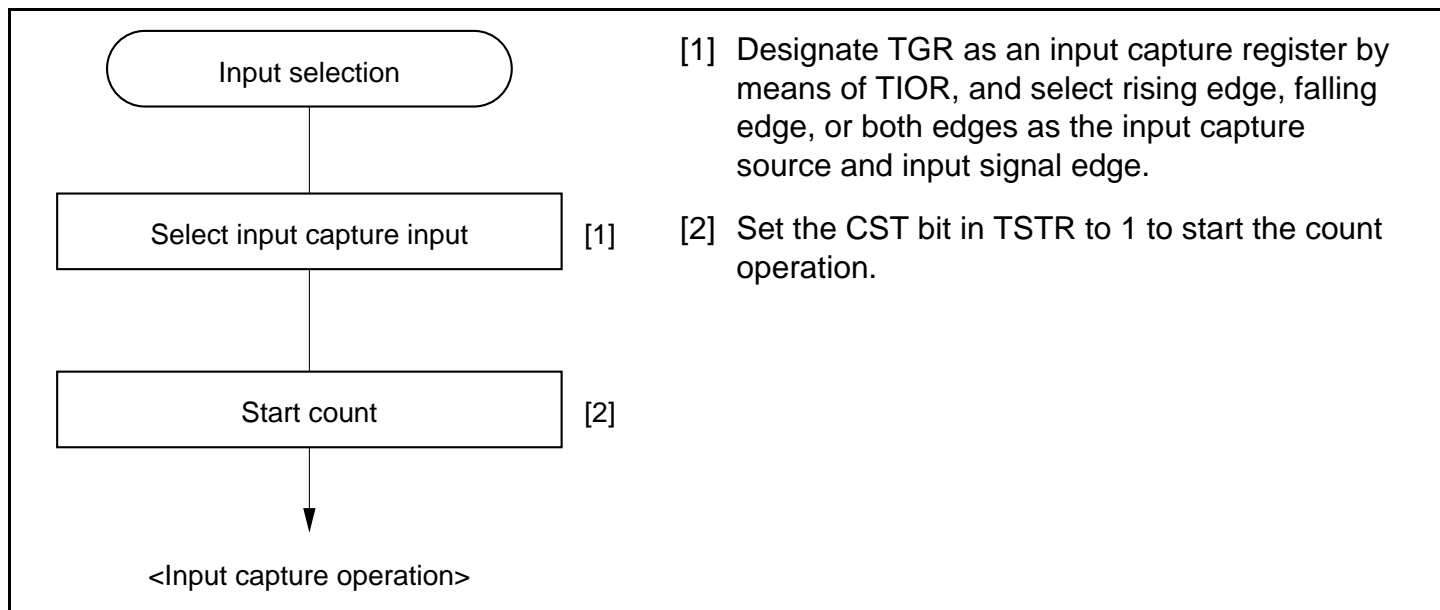 Input selection
Select input capture input
[1]
Start count
[2]
<Input capture operation>
[1] Designate TGR as an input capture register by
means of TIOR, and select rising edge, falling
edge, or both edges as the input capture
source and input signal edge.
[2] Set the CST bit in TSTR to 1 to start the count
operation.